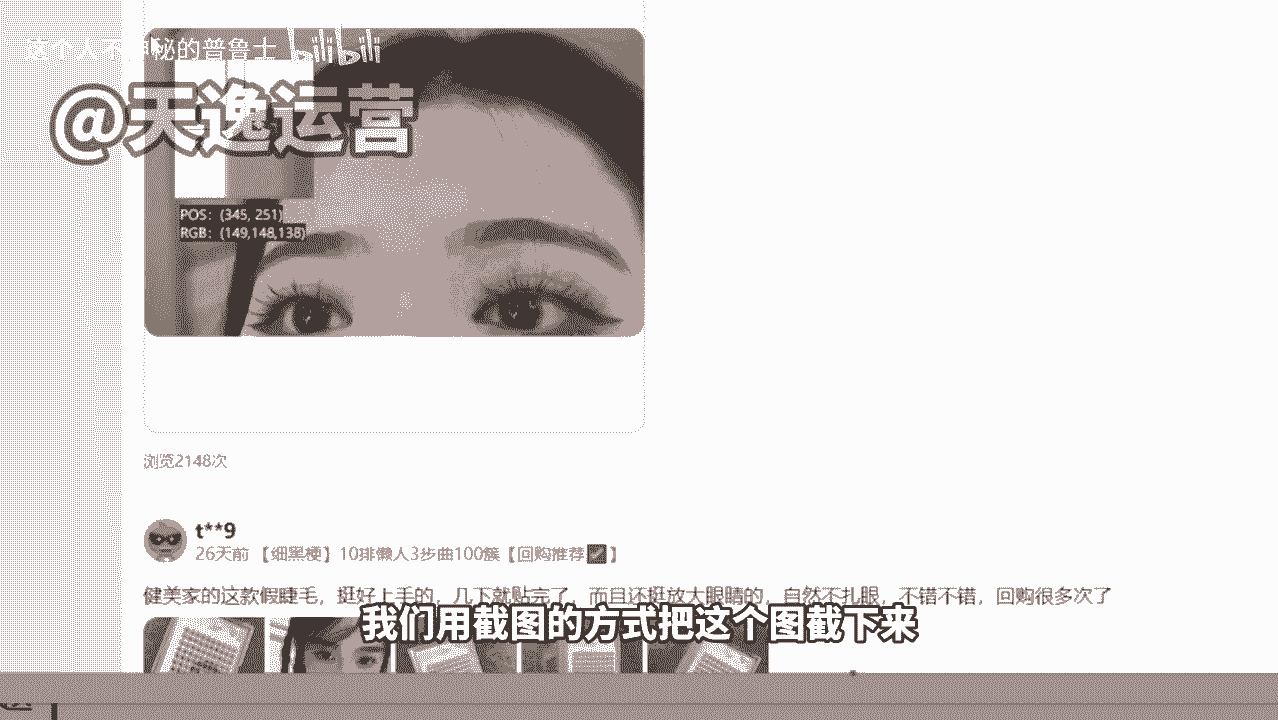 这个人不神秘的普鲁士 bilibili
@天逸运营
POS: (345, 251)
RGB: (149,148,138)
浏览2148次
t**9
26天前 【细黑梗】10排懒人3步曲100簇【回购推荐✅】
健美家的这款假睫毛，挺好上手的，几下就贴完了，而且还挺放大眼睛的，自然不扎眼，不错不错，回购很多次了
我们用截图的方式把这个图截下来